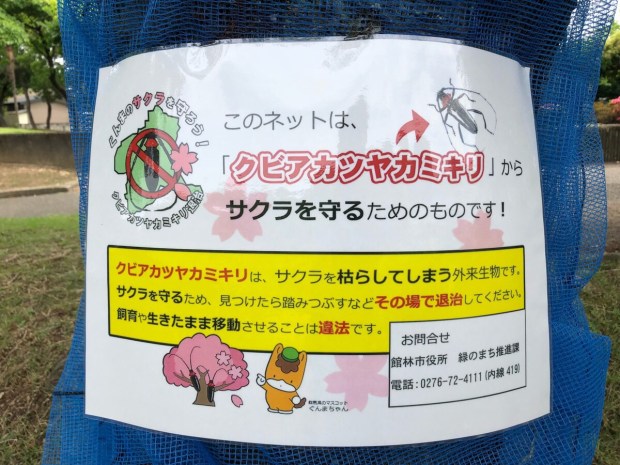 ぐんまのサクラを守ろう!
クビアカツヤカミキリ退治
このネットは、
「クビアカツヤカミキリ」から
サクラを守るためのものです!
クビアカツヤカミキリは、サクラを枯らしてしまう外来生物です。
サクラを守るため、見つけたら踏みつぶすなどその場で退治してください。
飼育や生きたまま移動させることは違法です。
お問合せ
館林市役所 緑のまち推進課
電話:0276-72-4111(内線 419)
群馬県のマスコット
ぐんまちゃん